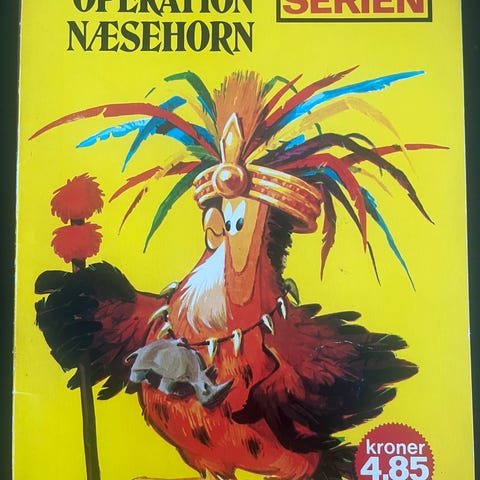 OPERATION
NÆSEHORN
SERIEN
kroner
4,85